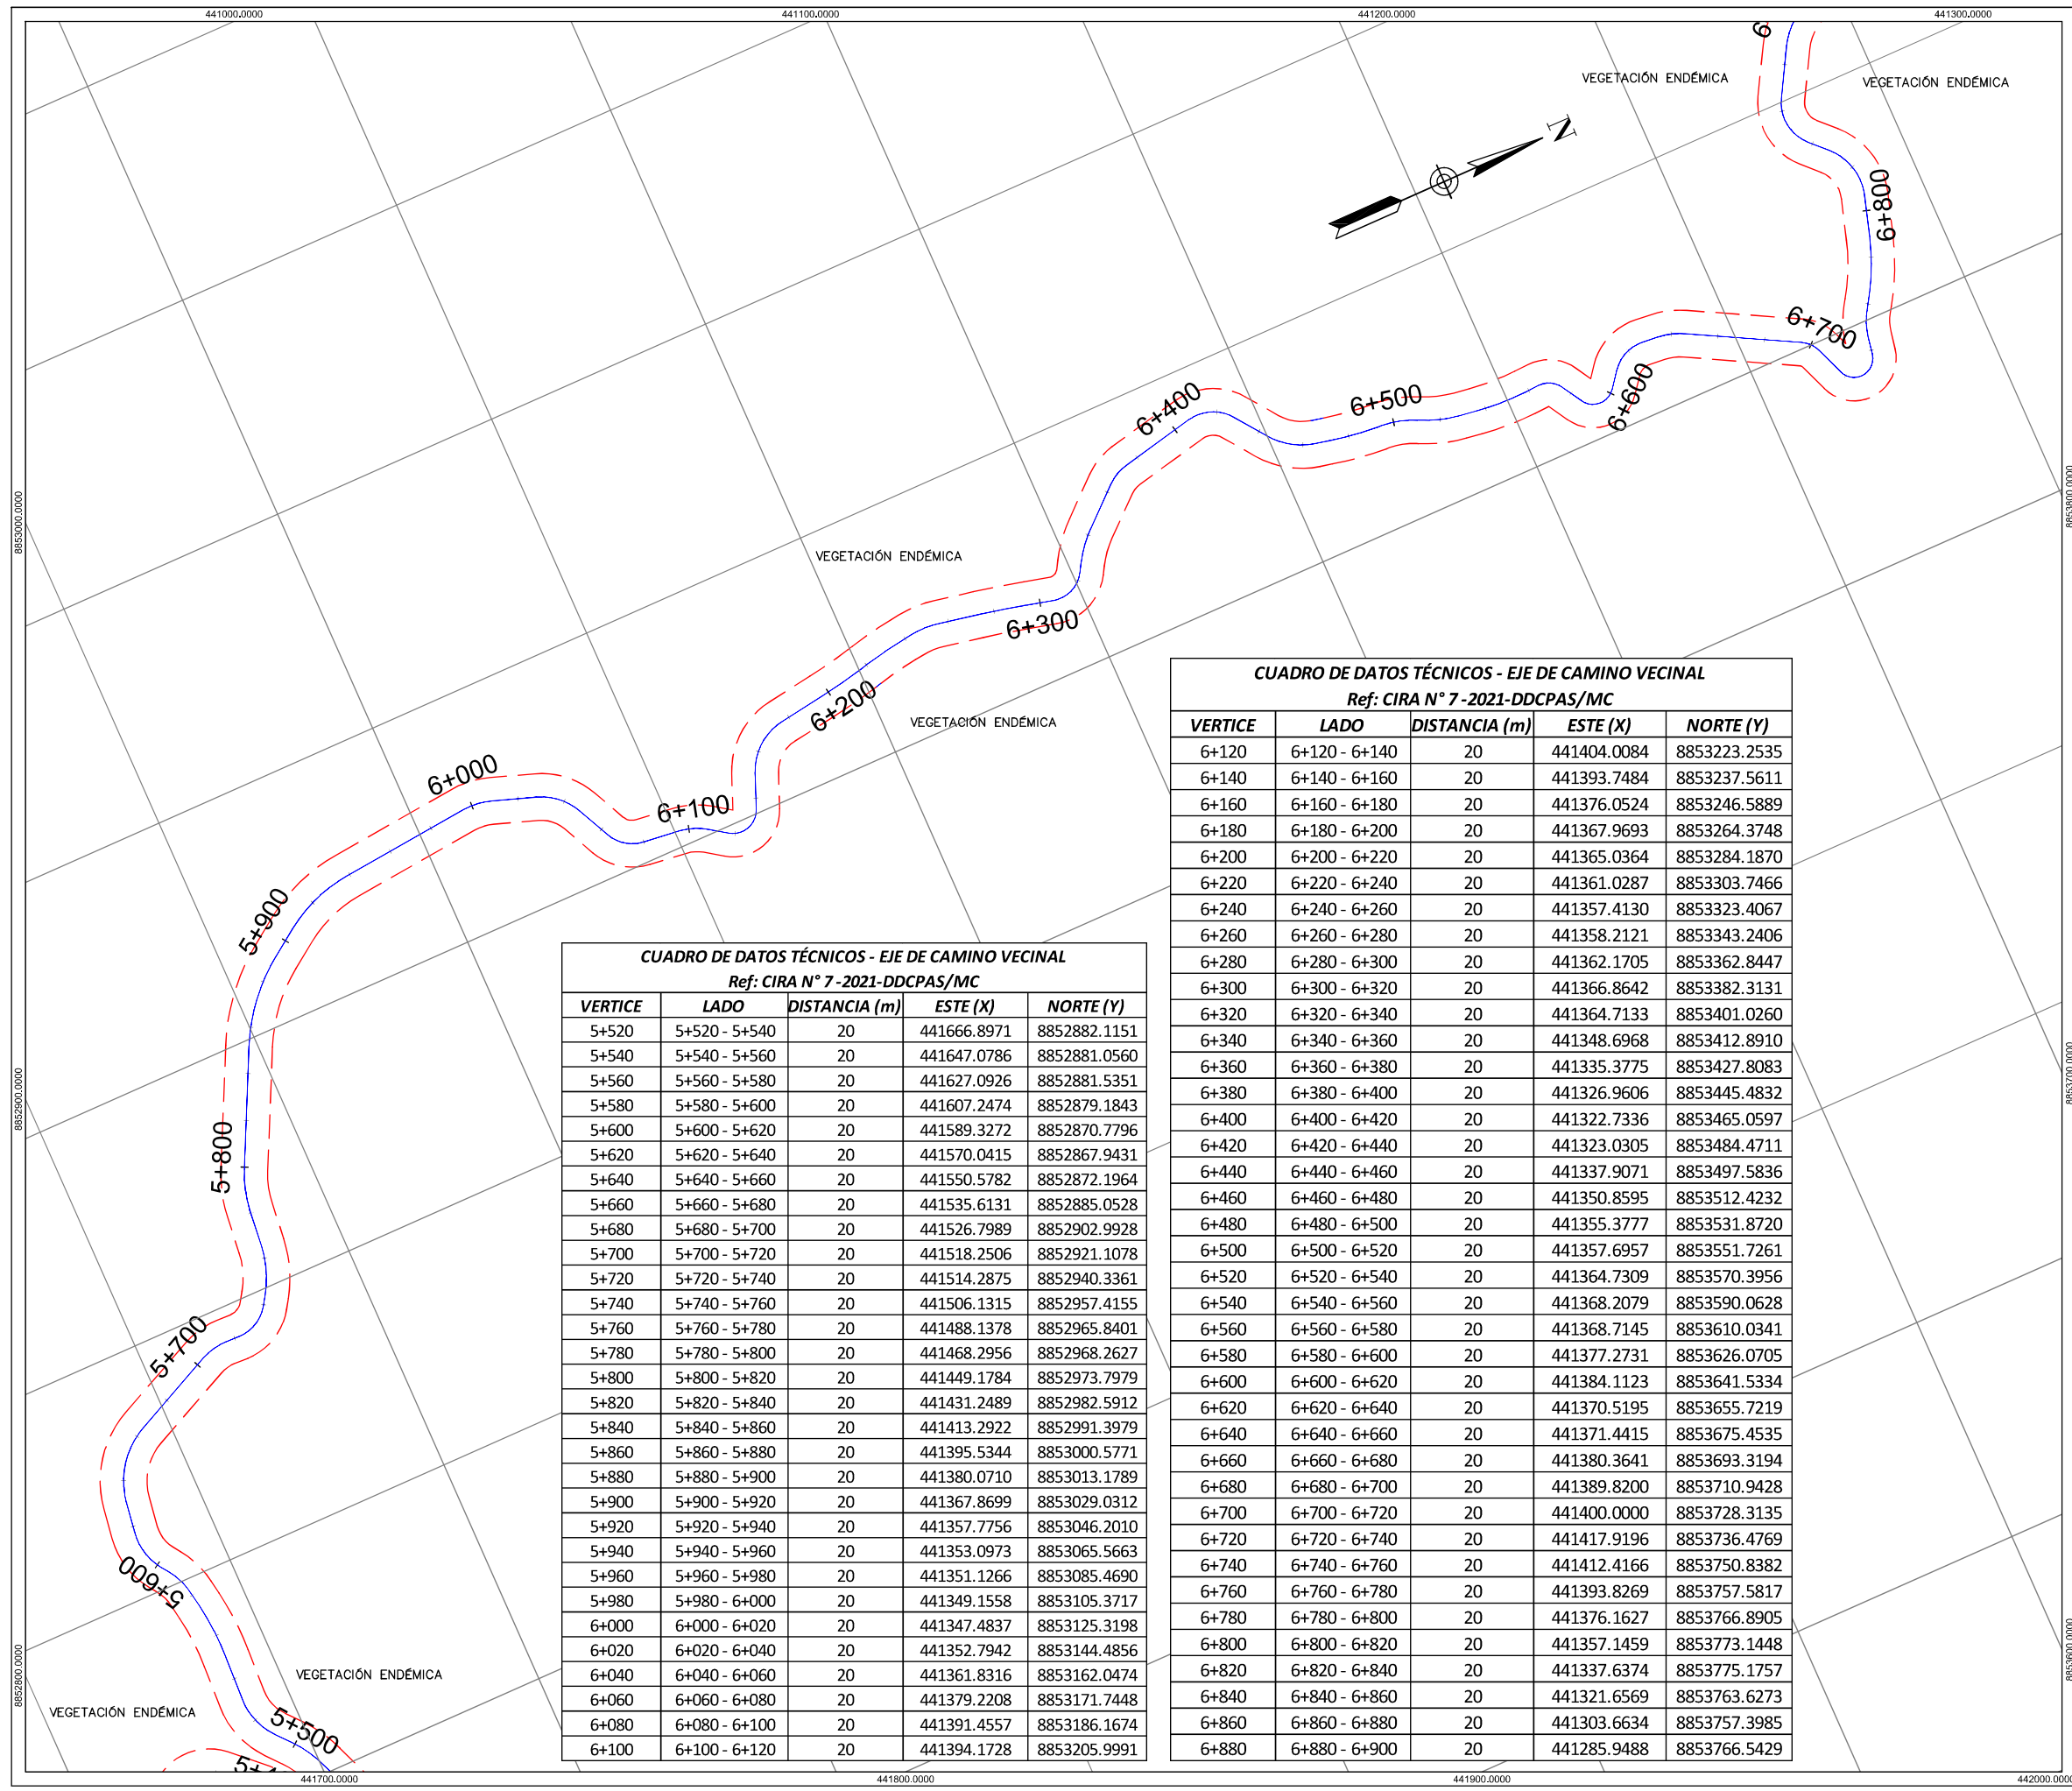 441000.0000 441100.0000 441200.0000 441300.0000
VEGETACIÓN ENDÉMICA
VEGETACIÓN ENDÉMICA
N
6+800
6+700
6+600
6+500
6+400
8853000.0000
8853800.0000
VEGETACIÓN ENDÉMICA
6+300
6+200
VEGETACIÓN ENDÉMICA
6+000
6+100
5+900
8852900.0000
8853700.0000
5+800
5+700
5+600
8852800.0000
8853600.0000
VEGETACIÓN ENDÉMICA
VEGETACIÓN ENDÉMICA
5+500
CUADRO DE DATOS TÉCNICOS - EJE DE CAMINO VECINAL
Ref: CIRA N° 7 -2021-DDCPAS/MC
VERTICE LADO DISTANCIA (m) ESTE (X) NORTE (Y)
5+520 5+520 - 5+540 20 441666.8971 8852882.1151
5+540 5+540 - 5+560 20 441647.0786 8852881.0560
5+560 5+560 - 5+580 20 441627.0926 8852881.5351
5+580 5+580 - 5+600 20 441607.2474 8852879.1843
5+600 5+600 - 5+620 20 441589.3272 8852870.7796
5+620 5+620 - 5+640 20 441570.0415 8852867.9431
5+640 5+640 - 5+660 20 441550.5782 8852872.1964
5+660 5+660 - 5+680 20 441535.6131 8852885.0528
5+680 5+680 - 5+700 20 441526.7989 8852902.9928
5+700 5+700 - 5+720 20 441518.2506 8852921.1078
5+720 5+720 - 5+740 20 441514.2875 8852940.3361
5+740 5+740 - 5+760 20 441506.1315 8852957.4155
5+760 5+760 - 5+780 20 441488.1378 8852965.8401
5+780 5+780 - 5+800 20 441468.2956 8852968.2627
5+800 5+800 - 5+820 20 441449.1784 8852973.7979
5+820 5+820 - 5+840 20 441431.2489 8852982.5912
5+840 5+840 - 5+860 20 441413.2922 8852991.3979
5+860 5+860 - 5+880 20 441395.5344 8853000.5771
5+880 5+880 - 5+900 20 441380.0710 8853013.1789
5+900 5+900 - 5+920 20 441367.8699 8853029.0312
5+920 5+920 - 5+940 20 441357.7756 8853046.2010
5+940 5+940 - 5+960 20 441353.0973 8853065.5663
5+960 5+960 - 5+980 20 441351.1266 8853085.4690
5+980 5+980 - 6+000 20 441349.1558 8853105.3717
6+000 6+000 - 6+020 20 441347.4837 8853125.3198
6+020 6+020 - 6+040 20 441352.7942 8853144.4856
6+040 6+040 - 6+060 20 441361.8316 8853162.0474
6+060 6+060 - 6+080 20 441379.2208 8853171.7448
6+080 6+080 - 6+100 20 441391.4557 8853186.1674
6+100 6+100 - 6+120 20 441394.1728 8853205.9991
CUADRO DE DATOS TÉCNICOS - EJE DE CAMINO VECINAL
Ref: CIRA N° 7 -2021-DDCPAS/MC
VERTICE LADO DISTANCIA (m) ESTE (X) NORTE (Y)
6+120 6+120 - 6+140 20 441404.0084 8853223.2535
6+140 6+140 - 6+160 20 441393.7484 8853237.5611
6+160 6+160 - 6+180 20 441376.0524 8853246.5889
6+180 6+180 - 6+200 20 441367.9693 8853264.3748
6+200 6+200 - 6+220 20 441365.0364 8853284.1870
6+220 6+220 - 6+240 20 441361.0287 8853303.7466
6+240 6+240 - 6+260 20 441357.4130 8853323.4067
6+260 6+260 - 6+280 20 441358.2121 8853343.2406
6+280 6+280 - 6+300 20 441362.1705 8853362.8447
6+300 6+300 - 6+320 20 441366.8642 8853382.3131
6+320 6+320 - 6+340 20 441364.7133 8853401.0260
6+340 6+340 - 6+360 20 441348.6968 8853412.8910
6+360 6+360 - 6+380 20 441335.3775 8853427.8083
6+380 6+380 - 6+400 20 441326.9606 8853445.4832
6+400 6+400 - 6+420 20 441322.7336 8853465.0597
6+420 6+420 - 6+440 20 441323.0305 8853484.4711
6+440 6+440 - 6+460 20 441337.9071 8853497.5836
6+460 6+460 - 6+480 20 441350.8595 8853512.4232
6+480 6+480 - 6+500 20 441355.3777 8853531.8720
6+500 6+500 - 6+520 20 441357.6957 8853551.7261
6+520 6+520 - 6+540 20 441364.7309 8853570.3956
6+540 6+540 - 6+560 20 441368.2079 8853590.0628
6+560 6+560 - 6+580 20 441368.7145 8853610.0341
6+580 6+580 - 6+600 20 441377.2731 8853626.0705
6+600 6+600 - 6+620 20 441384.1123 8853641.5334
6+620 6+620 - 6+640 20 441370.5195 8853655.7219
6+640 6+640 - 6+660 20 441371.4415 8853675.4535
6+660 6+660 - 6+680 20 441380.3641 8853693.3194
6+680 6+680 - 6+700 20 441389.8200 8853710.9428
6+700 6+700 - 6+720 20 441400.0000 8853728.3135
6+720 6+720 - 6+740 20 441417.9196 8853736.4769
6+740 6+740 - 6+760 20 441412.4166 8853750.8382
6+760 6+760 - 6+780 20 441393.8269 8853757.5817
6+780 6+780 - 6+800 20 441376.1627 8853766.8905
6+800 6+800 - 6+820 20 441357.1459 8853773.1448
6+820 6+820 - 6+840 20 441337.6374 8853775.1757
6+840 6+840 - 6+860 20 441321.6569 8853763.6273
6+860 6+860 - 6+880 20 441303.6634 8853757.3985
6+880 6+880 - 6+900 20 441285.9488 8853766.5429
441700.0000 441800.0000 441900.0000 442000.0000